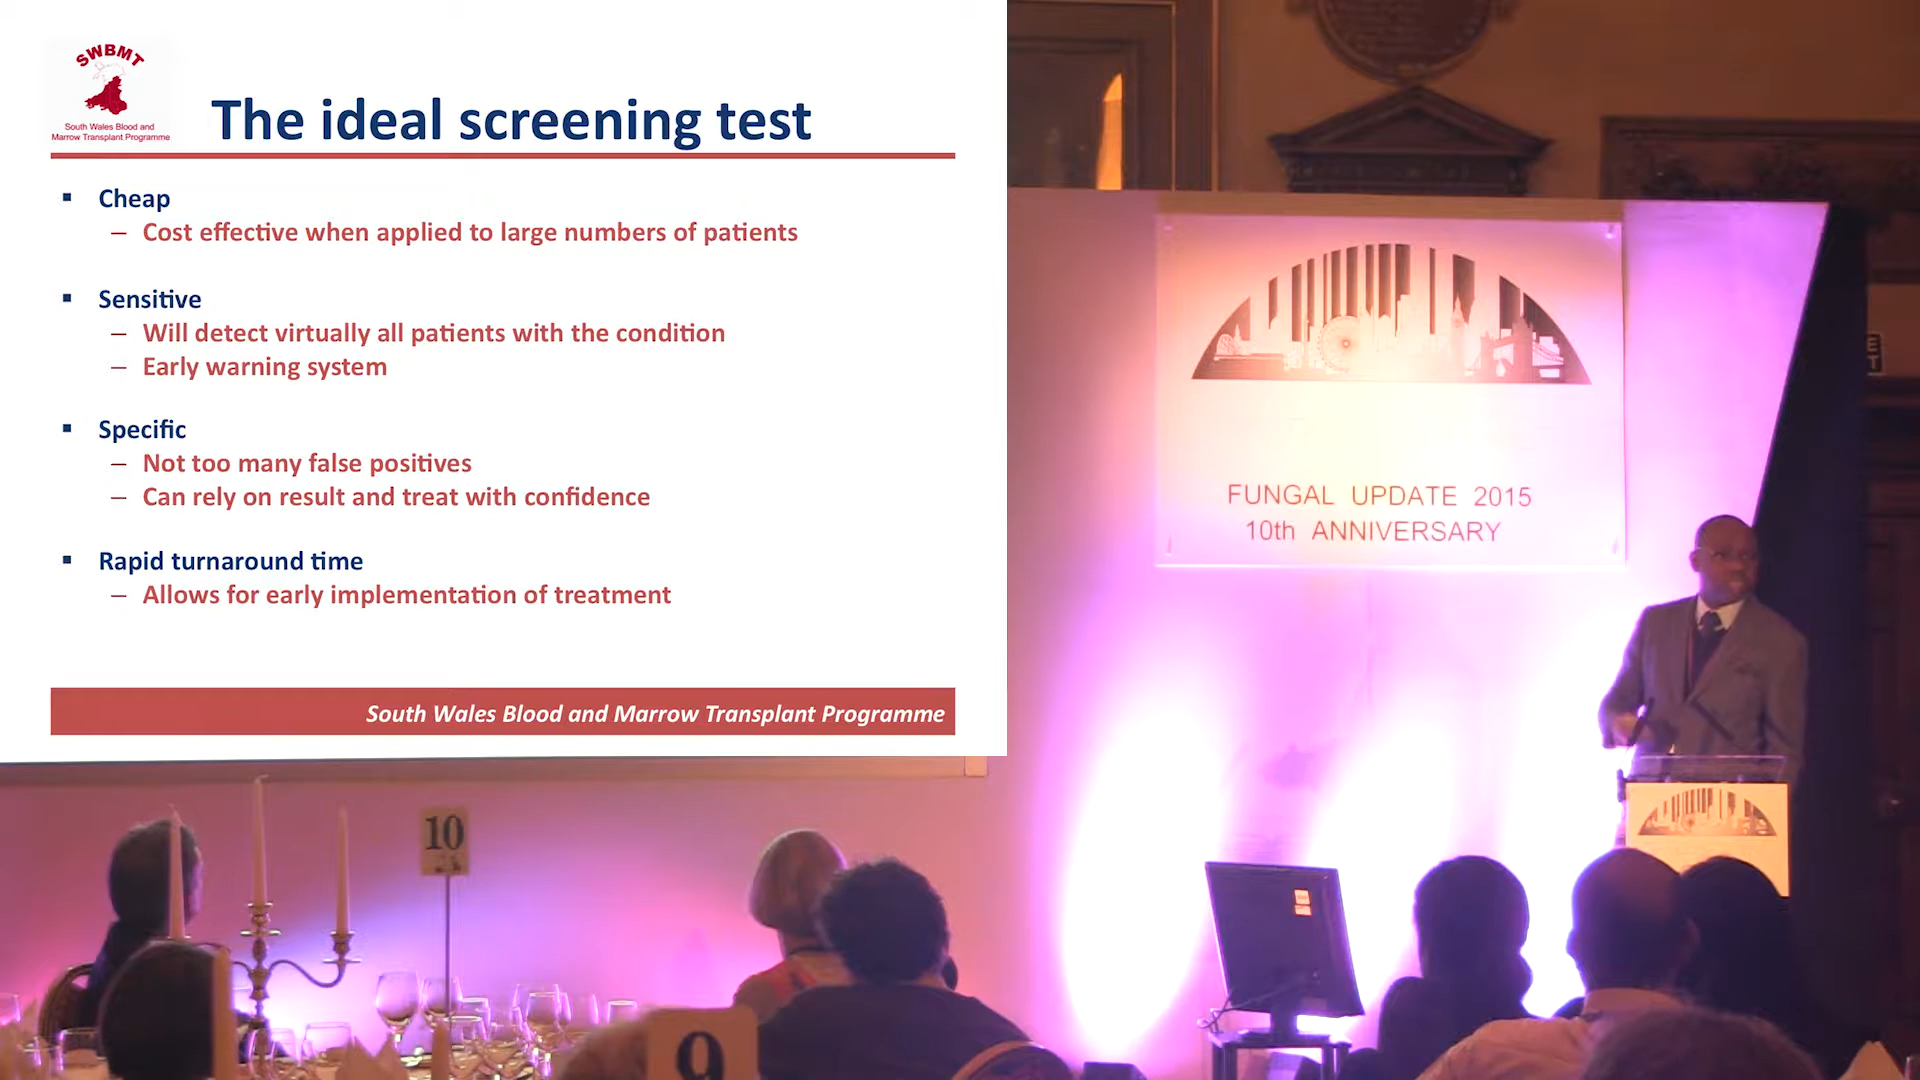 SWBMT
South Wales Blood and
Marrow Transplant Programme
The ideal screening test
▪ Cheap
– Cost effective when applied to large numbers of patients
▪ Sensitive
– Will detect virtually all patients with the condition
– Early warning system
▪ Specific
– Not too many false positives
– Can rely on result and treat with confidence
▪ Rapid turnaround time
– Allows for early implementation of treatment
South Wales Blood and Marrow Transplant Programme
FUNGAL UPDATE 2015
10th ANNIVERSARY
10
9